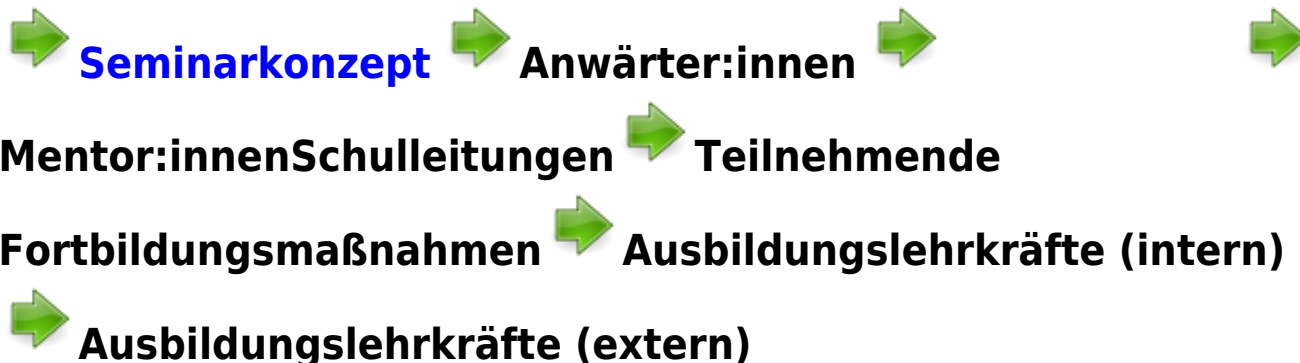 Seminarkonzept Anwärter:innen
Mentor:innenSchulleitungen Teilnehmende
Fortbildungsmaßnahmen Ausbildungslehrkräfte (intern)
Ausbildungslehrkräfte (extern)